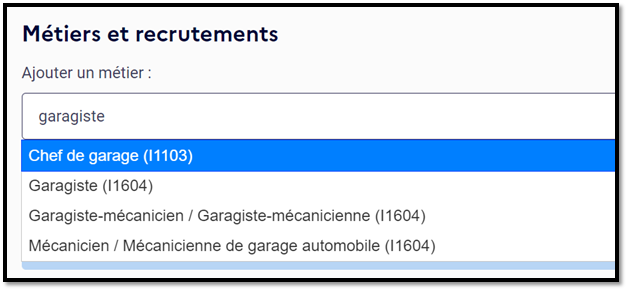 Métiers et recrutements
Ajouter un métier :
garagiste
Chef de garage (I1103)
Garagiste (I1604)
Garagiste-mécanicien / Garagiste-mécanicienne (I1604)
Mécanicien / Mécanicienne de garage automobile (I1604)